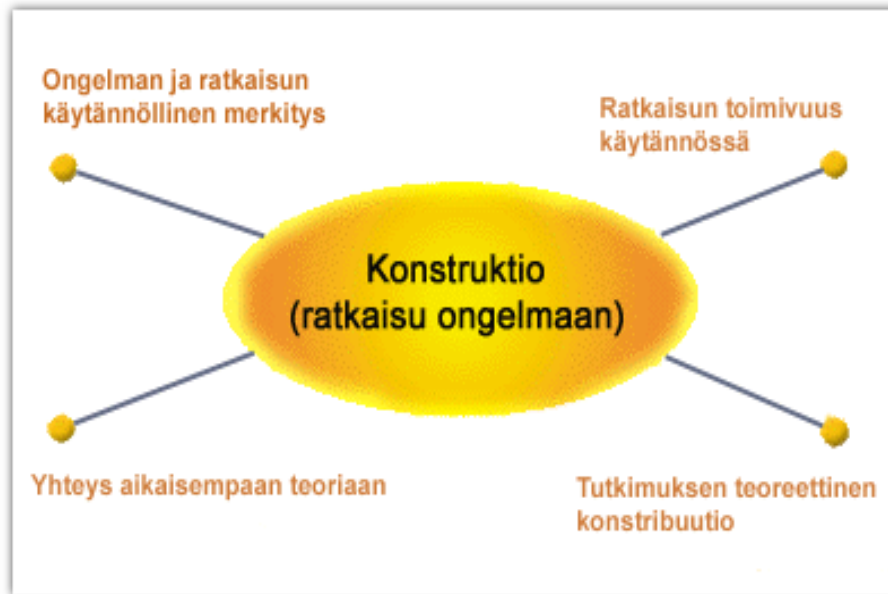 Ongelman ja ratkaisun
käytännöllinen merkitys
Ratkaisun toimivuus
käytännössä
Konstruktio
(ratkaisu ongelmaan)
Yhteys aikaisempaan teoriaan
Tutkimuksen teoreettinen
konstribuutio